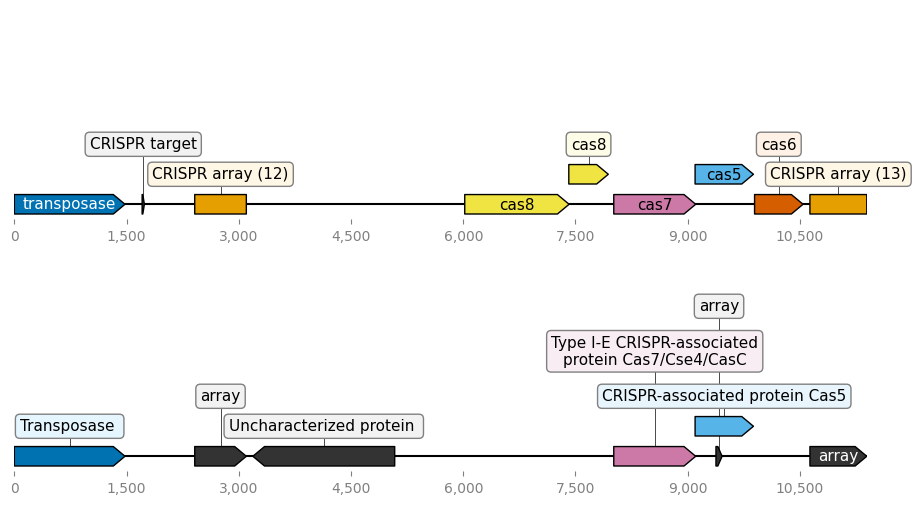 CRISPR target
cas8
cas6
CRISPR array (12)
cas5
CRISPR array (13)
transposase
cas8
cas7
0
1,500
3,000
4,500
6,000
7,500
9,000
10,500
array
Type I-E CRISPR-associated
protein Cas7/Cse4/CasC
array
CRISPR-associated protein Cas5
Transposase
Uncharacterized protein
array
0
1,500
3,000
4,500
6,000
7,500
9,000
10,500